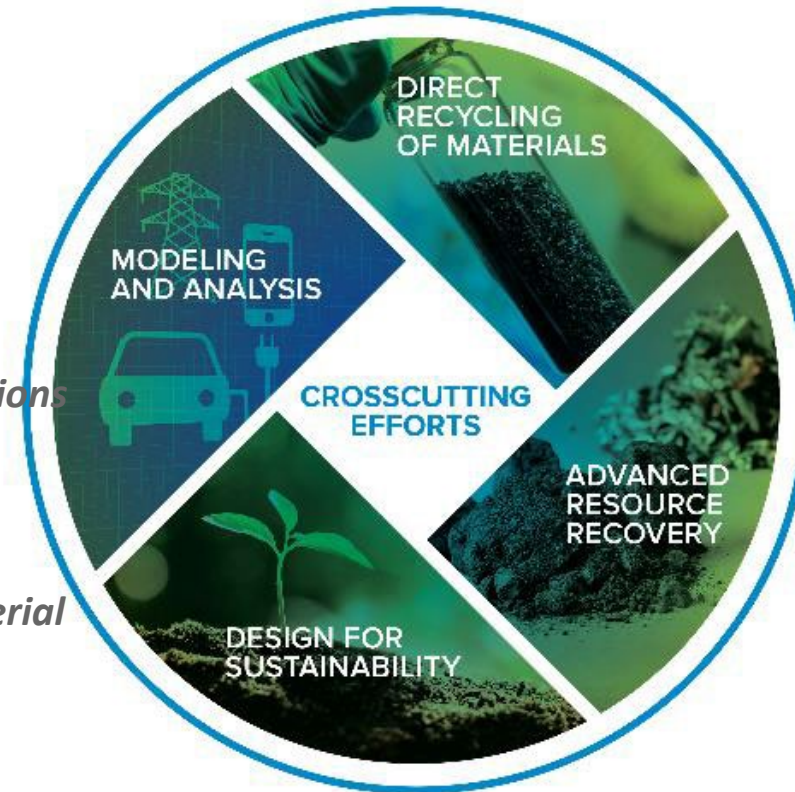 DIRECT
RECYCLING
OF MATERIALS
MODELING
AND ANALYSIS
ions
CROSSCUTTING
EFFORTS
ADVANCED
RESOURCE
RECOVERY
erial
DESIGN FOR
SUSTAINABILITY